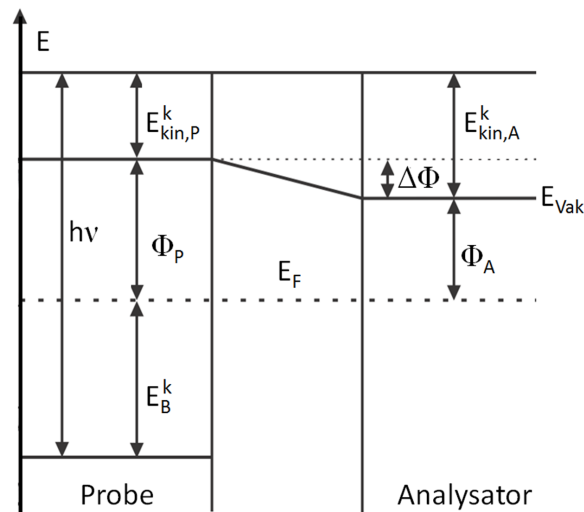 E
E^k_kin,P
E^k_kin,A
ΔΦ
E_Vak
hν
Φ_P
E_F
Φ_A
E^k_B
Probe
Analysator